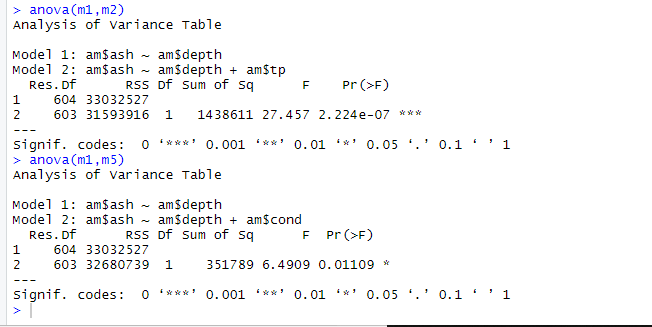 > anova(m1,m2)
Analysis of Variance Table

Model 1: am$ash ~ am$depth
Model 2: am$ash ~ am$depth + am$tp
  Res.Df      RSS Df Sum of Sq      F    Pr(>F)
1    604 33032527
2    603 31593916  1   1438611 27.457 2.224e-07 ***
---
Signif. codes:  0 ‘***’ 0.001 ‘**’ 0.01 ‘*’ 0.05 ‘.’ 0.1 ‘ ’ 1
> anova(m1,m5)
Analysis of Variance Table

Model 1: am$ash ~ am$depth
Model 2: am$ash ~ am$depth + am$cond
  Res.Df      RSS Df Sum of Sq      F  Pr(>F)
1    604 33032527
2    603 32680739  1    351789 6.4909 0.01109 *
---
Signif. codes:  0 ‘***’ 0.001 ‘**’ 0.01 ‘*’ 0.05 ‘.’ 0.1 ‘ ’ 1
>